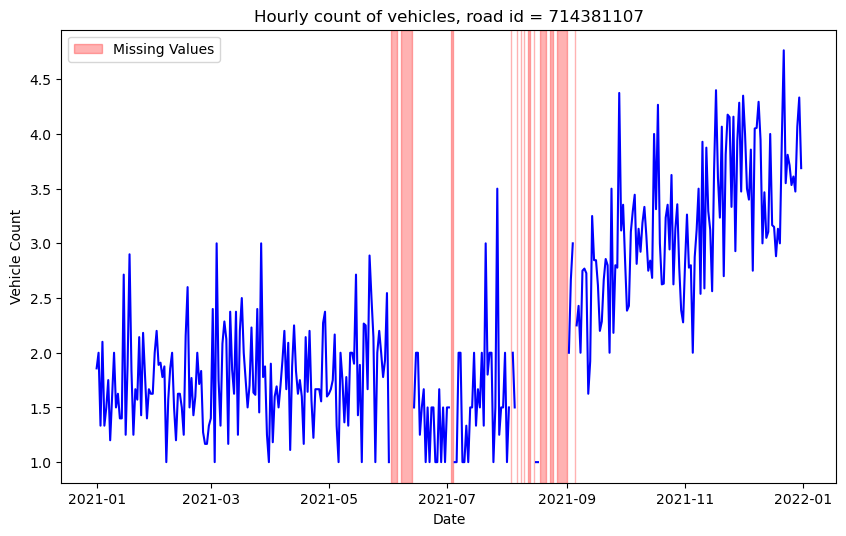 Hourly count of vehicles, road id = 714381107
Missing Values
4.5
4.0
3.5
3.0
2.5
2.0
1.5
1.0
Vehicle Count
2021-01 2021-03 2021-05 2021-07 2021-09 2021-11 2022-01
Date